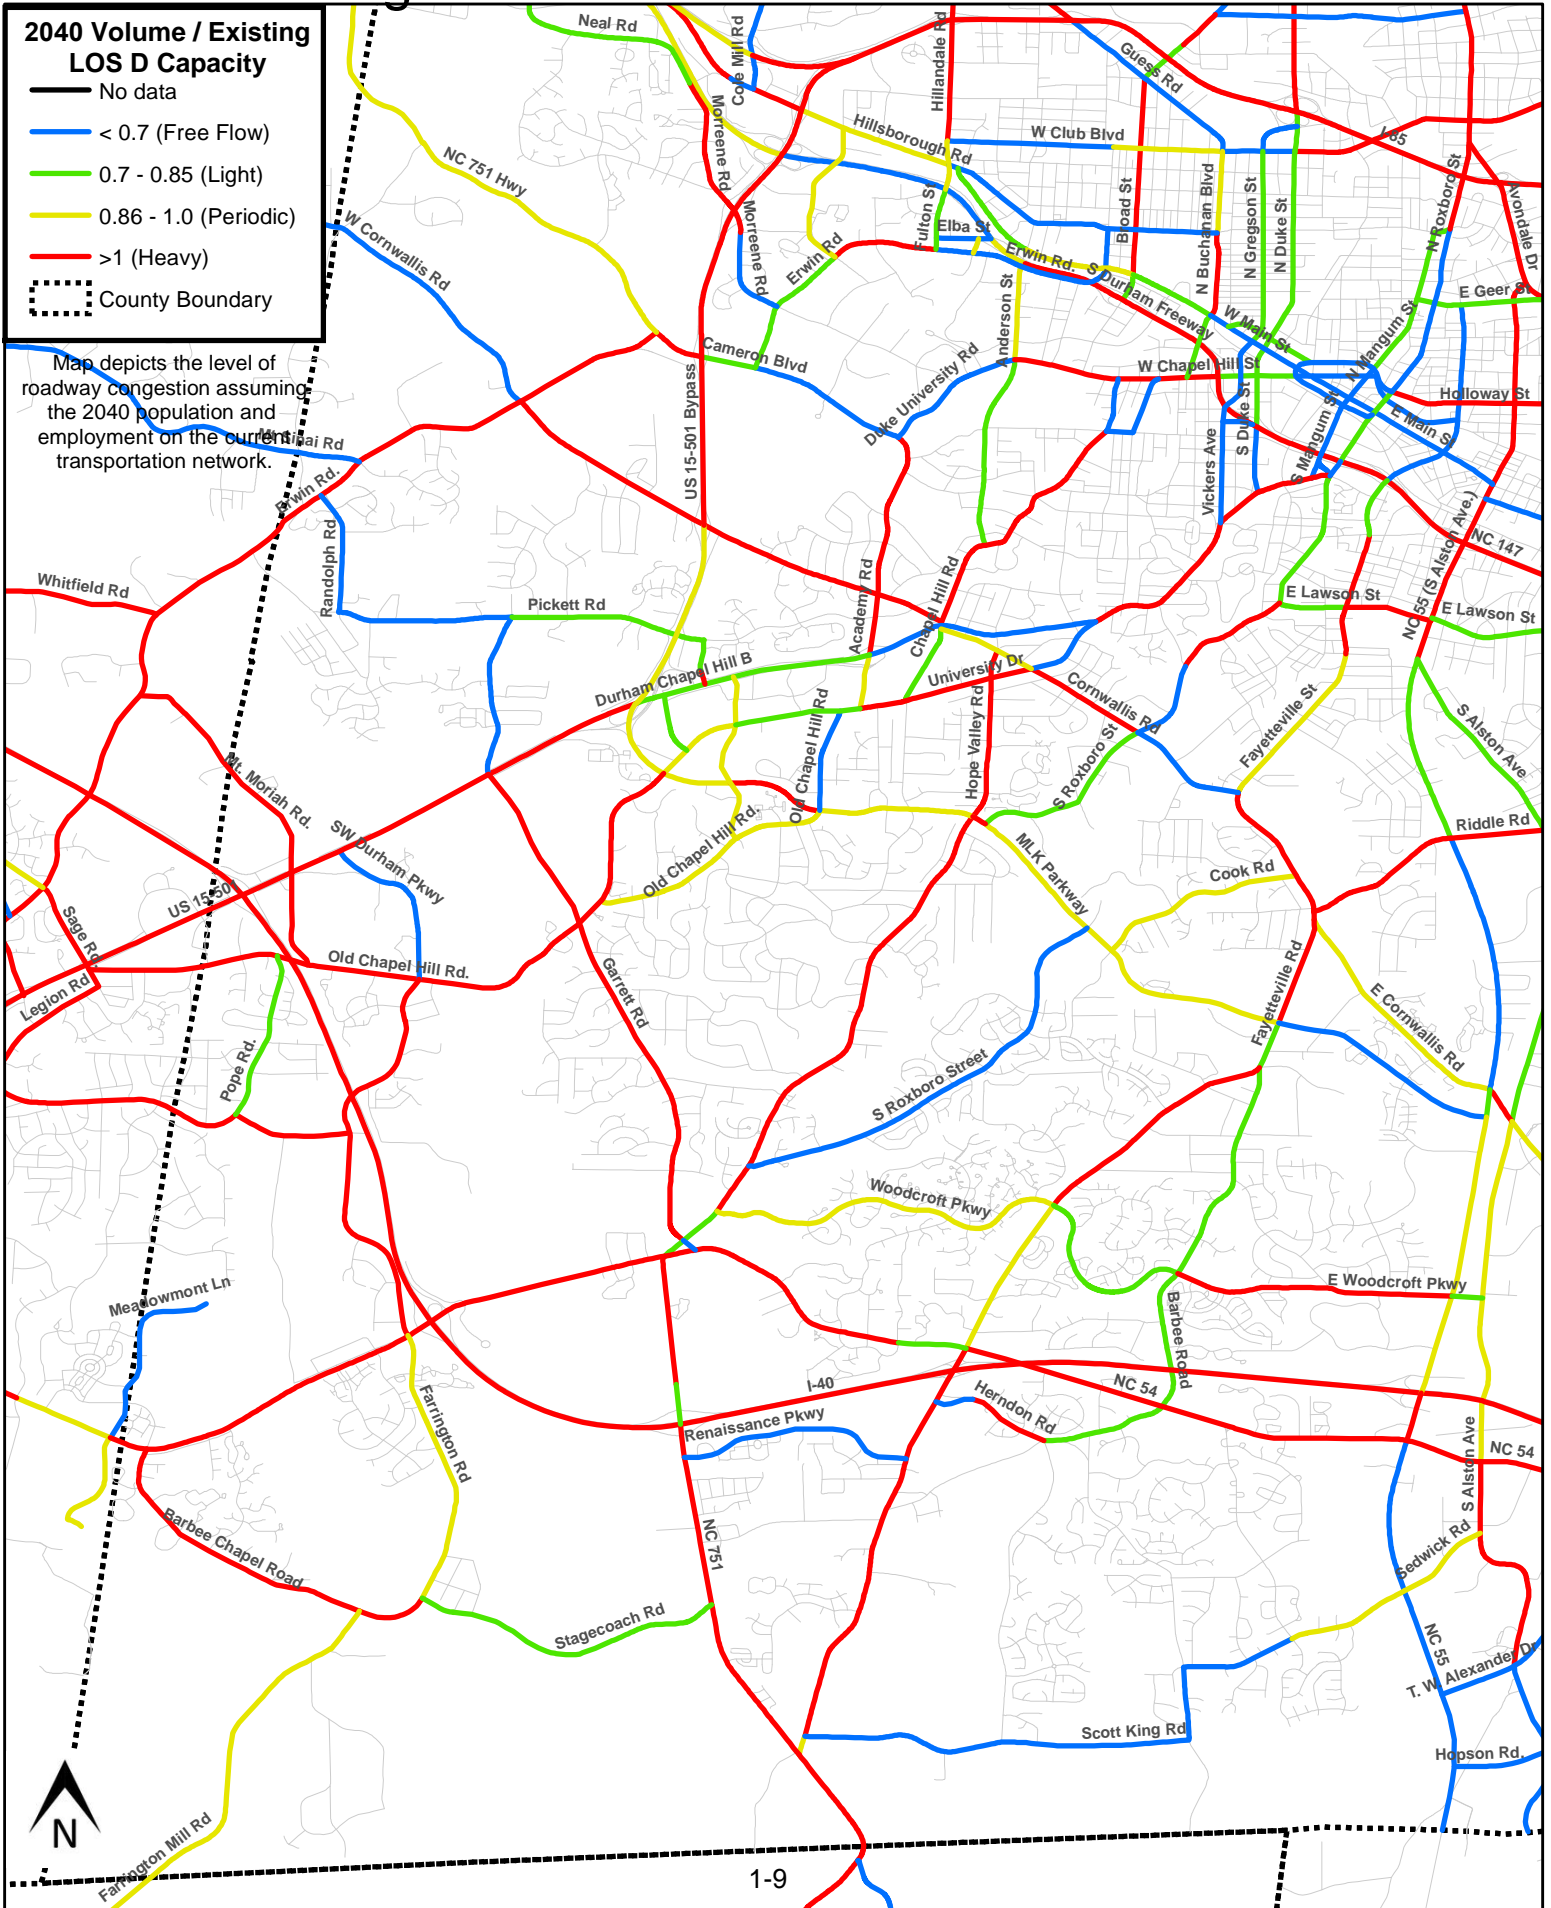 2040 Volume / Existing
LOS D Capacity
No data
< 0.7 (Free Flow)
0.7 - 0.85 (Light)
0.86 - 1.0 (Periodic)
>1 (Heavy)
County Boundary
Map depicts the level of
roadway congestion assuming
the 2040 population and
employment on the current
transportation network.
Neal Rd
Cole Mill Rd
Hillandale Rd
Guess Rd
W Club Blvd
I-85
Hillsborough Rd
Morreene Rd
NC 751 Hwy
W Cornwallis Rd
Morreene Rd
Erwin Rd
Fulton St
Elba St
Erwin Rd.
Broad St
N Buchanan Blvd
N Gregson St
N Duke St
N Roxboro St
Avondale Dr
E Geer St
S Durham Freeway
W Main St
Anderson St
N Mangum St
Cameron Blvd
W Chapel Hill St
Duke University Rd
US 15-501 Bypass
Holloway St
E Main St
S Duke St
S Mangum St
Vickers Ave
Mt Sinai Rd
Erwin Rd.
Randolph Rd
Whitfield Rd
Pickett Rd
Academy Rd
Chapel Hill Rd
NC 147
NC 55 (S Alston Ave.)
E Lawson St
E Lawson St
Durham Chapel Hill B
University Dr
Cornwallis Rd
Old Chapel Hill Rd
Hope Valley Rd
S Roxboro St
Fayetteville St
S Alston Ave
Riddle Rd
Mt. Moriah Rd.
SW Durham Pkwy
Old Chapel Hill Rd.
MLK Parkway
Cook Rd
US 15-501
Sage Rd
Legion Rd
Old Chapel Hill Rd.
Garrett Rd
Fayetteville Rd
E Cornwallis Rd
Pope Rd.
S Roxboro Street
Woodcroft Pkwy
E Woodcroft Pkwy
Meadowmont Ln
Barbee Road
I-40
NC 54
Herndon Rd
Renaissance Pkwy
Farrington Rd
NC 54
S Alston Ave
Sedwick Rd
NC 751
Barbee Chapel Road
Stagecoach Rd
NC 55
T. W. Alexander Dr
Scott King Rd
Hopson Rd.
N
Farrington Mill Rd
1-9